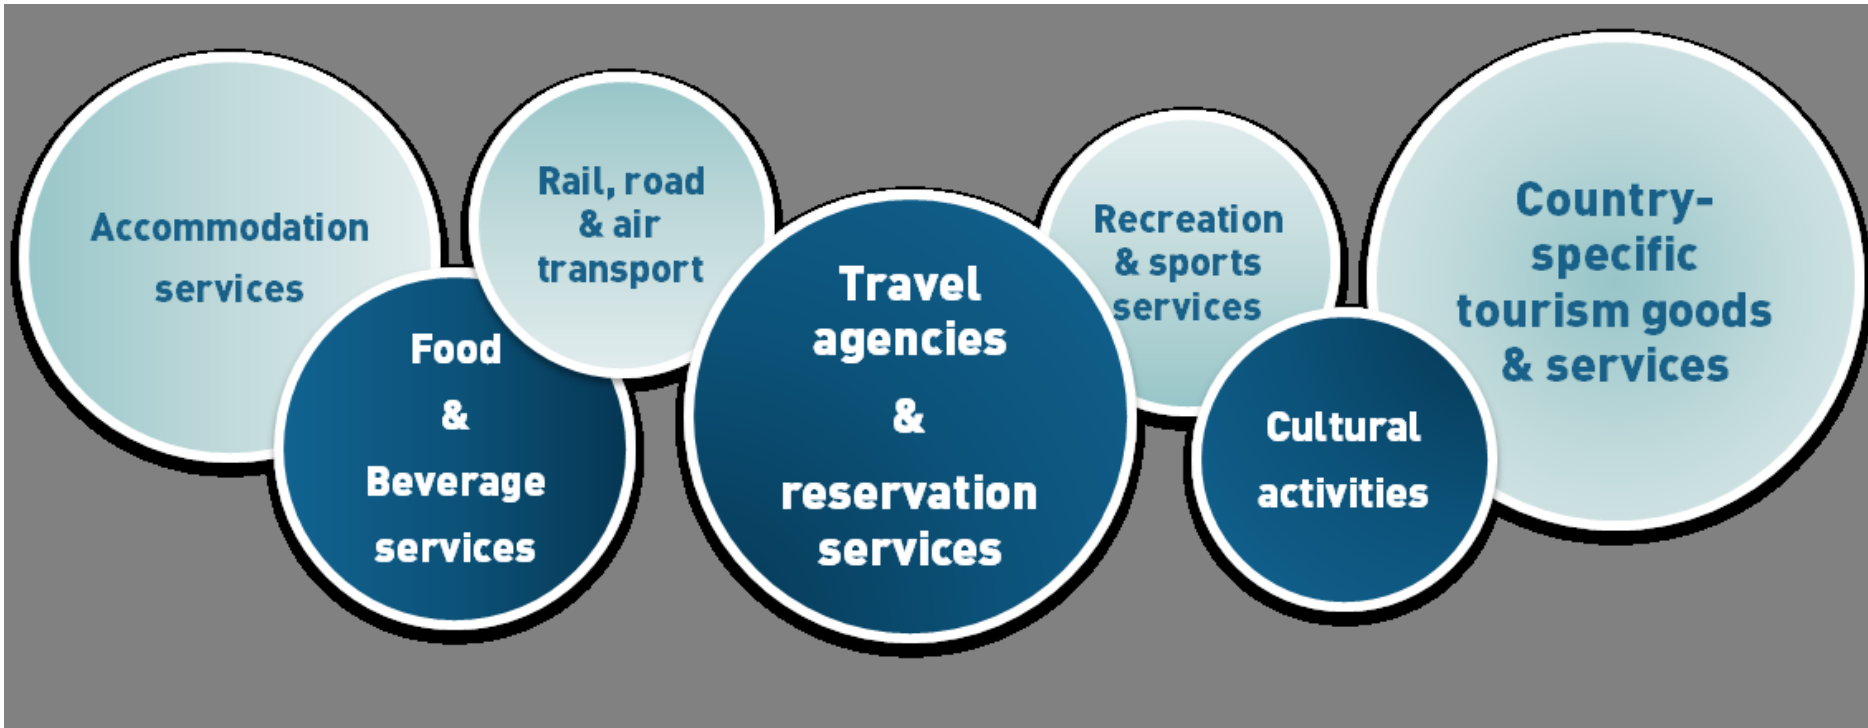 Accommodation
services
Food
&
Beverage
services
Rail, road
& air
transport
Travel
agencies
&
reservation
services
Recreation
& sports
services
Cultural
activities
Country-
specific
tourism goods
& services